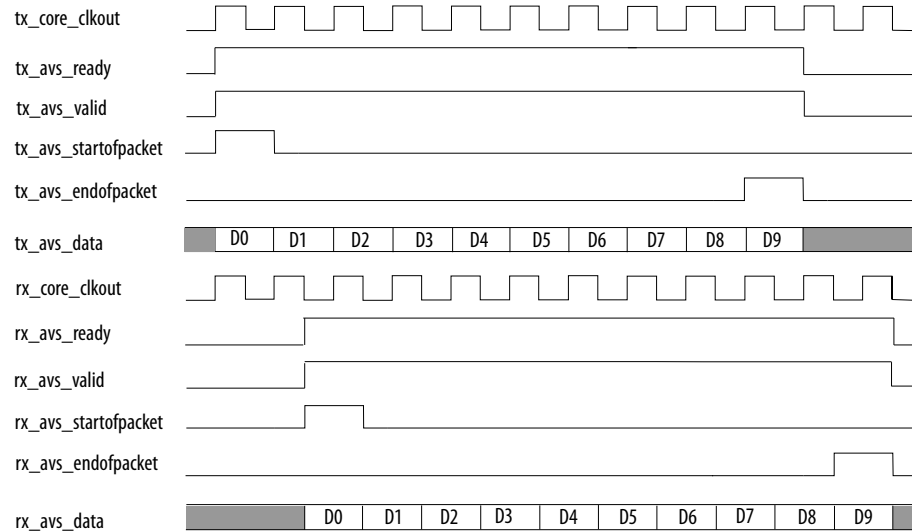 tx_core_clkout
tx_avs_ready
tx_avs_valid
tx_avs_startofpacket
tx_avs_endofpacket
tx_avs_data D0 D1 D2 D3 D4 D5 D6 D7 D8 D9
rx_core_clkout
rx_avs_ready
rx_avs_valid
rx_avs_startofpacket
rx_avs_endofpacket
rx_avs_data D0 D1 D2 D3 D4 D5 D6 D7 D8 D9